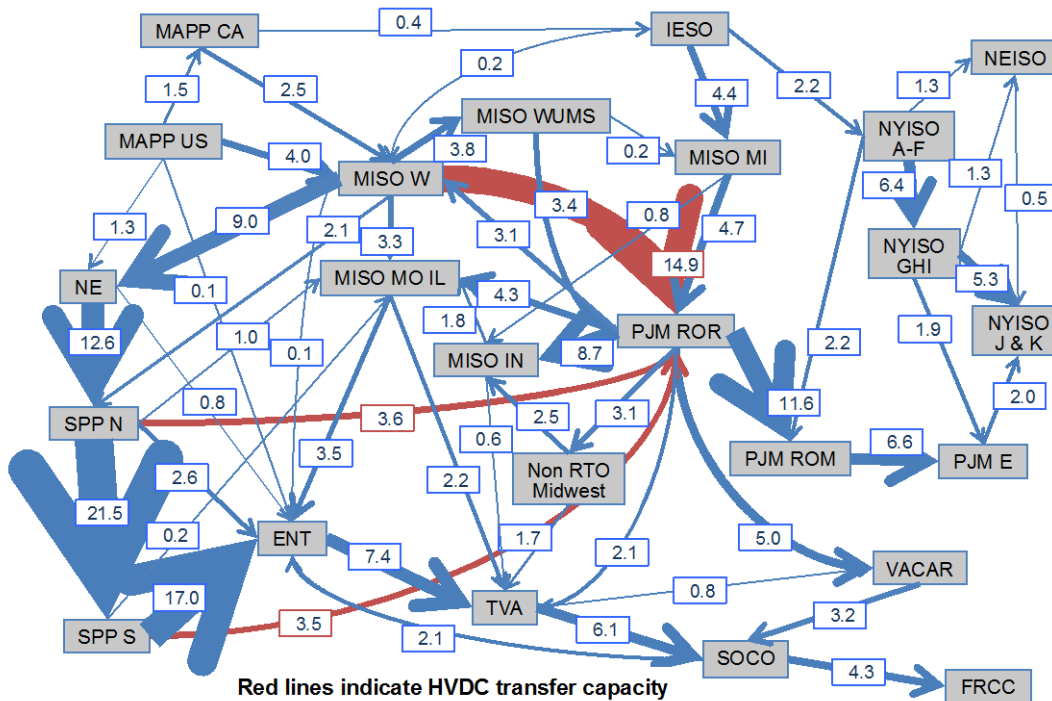 MAPP CA
0.4
IESO
NEISO
0.2
2.2
1.3
1.5
2.5
4.4
MISO WUMS
NYISO
A-F
MAPP US
4.0
3.8
0.2
MISO MI
1.3
MISO W
6.4
0.5
9.0
2.1
3.4
0.8
4.7
1.3
3.3
3.1
NYISO
GHI
14.9
5.3
NE
0.1
MISO MO IL
4.3
12.6
1.0
1.8
PJM ROR
1.9
NYISO
J & K
0.1
MISO IN
8.7
2.2
0.8
11.6
2.0
SPP N
3.6
2.5
3.1
6.6
3.5
0.6
PJM ROM
PJM E
2.6
2.2
Non RTO
Midwest
21.5
0.2
ENT
7.4
1.7
2.1
5.0
VACAR
17.0
0.8
TVA
3.2
SPP S
3.5
2.1
6.1
SOCO
4.3
FRCC
Red lines indicate HVDC transfer capacity